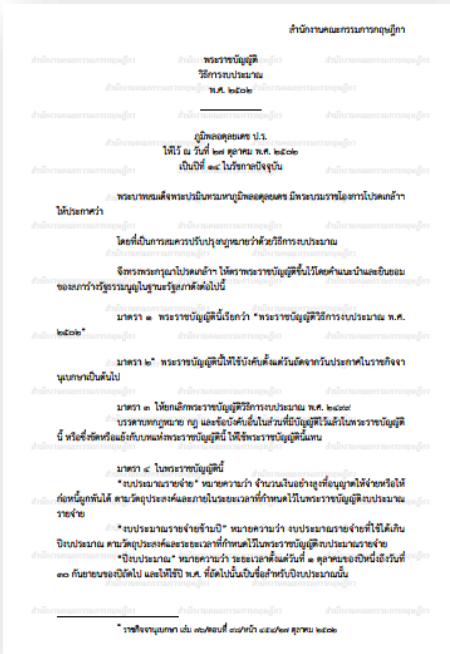 สำนักงานคณะกรรมการกฤษฎีกา
พระราชบัญญัติ
วิธีการงบประมาณ
พ.ศ. ๒๕๐๒
ภูมิพลอดุลยเดช ป.ร.
ให้ไว้ ณ วันที่ ๒๗ ตุลาคม พ.ศ. ๒๕๐๒
เป็นปีที่ ๑๔ ในรัชกาลปัจจุบัน
พระบาทสมเด็จพระปรมินทรมหาภูมิพลอดุลยเดช มีพระบรมราชโองการโปรดเกล้าฯ
ให้ประกาศว่า
โดยที่เป็นการสมควรปรับปรุงกฎหมายว่าด้วยวิธีการงบประมาณ
จึงทรงพระกรุณาโปรดเกล้าฯ ให้ตราพระราชบัญญัติขึ้นไว้โดยคำแนะนำและยินยอม
ของสภาร่างรัฐธรรมนูญในฐานะรัฐสภาดังต่อไปนี้
มาตรา ๑ พระราชบัญญัตินี้เรียกว่า “พระราชบัญญัติวิธีการงบประมาณ พ.ศ.
๒๕๐๒”
มาตรา ๒* พระราชบัญญัตินี้ให้ใช้บังคับตั้งแต่วันถัดจากวันประกาศในราชกิจจา
นุเบกษาเป็นต้นไป
มาตรา ๓ ให้ยกเลิกพระราชบัญญัติวิธีการงบประมาณ พ.ศ. ๒๔๙๙
บรรดาบทกฎหมาย กฎ และข้อบังคับอื่นในส่วนที่มีบัญญัติไว้แล้วในพระราชบัญญัติ
นี้ หรือซึ่งขัดหรือแย้งกับบทแห่งพระราชบัญญัตินี้ ให้ใช้พระราชบัญญัตินี้แทน
มาตรา ๔ ในพระราชบัญญัตินี้
“งบประมาณรายจ่าย” หมายความว่า จำนวนเงินอย่างสูงที่อนุญาตให้จ่ายหรือให้
ก่อหนี้ผูกพันได้ ตามวัตถุประสงค์และภายในระยะเวลาที่กำหนดไว้ในพระราชบัญญัติงบประมาณ
รายจ่าย
“งบประมาณรายจ่ายข้ามปี” หมายความว่า งบประมาณรายจ่ายที่ใช้ได้เกิน
ปีงบประมาณ ตามวัตถุประสงค์และระยะเวลาที่กำหนดไว้ในพระราชบัญญัติงบประมาณรายจ่าย
“ปีงบประมาณ” หมายความว่า ระยะเวลาตั้งแต่วันที่ ๑ ตุลาคมของปีหนึ่งถึงวันที่
๓๐ กันยายนของปีถัดไป และให้ใช้ปี พ.ศ. ที่ถัดไปนั้นเป็นชื่อสำหรับปีงบประมาณนั้น
* ราชกิจจานุเบกษา เล่ม ๗๖/ตอนที่ ๙๘/หน้า ๔๕๔/๒๗ ตุลาคม ๒๕๐๒